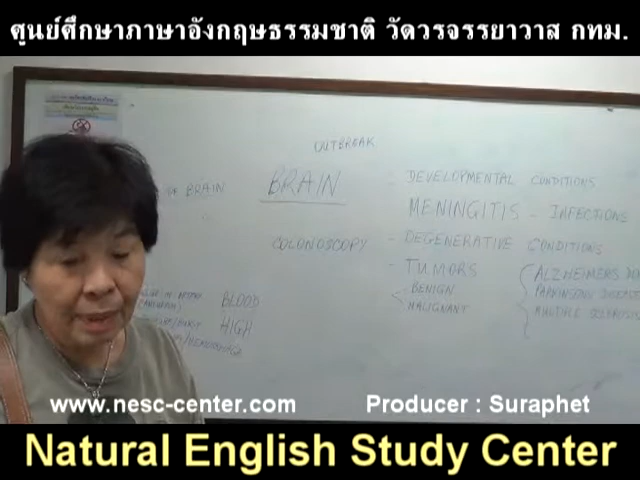 ศูนย์ศึกษาภาษาอังกฤษธรรมชาติ วัดวรจรรยาวาส กทม.
OUTBREAK
OF BRAIN
BRAIN
- DEVELOPMENTAL CONDITIONS
MENINGITIS - INFECTIONS
COLONOSCOPY
- DEGENERATIVE CONDITIONS
- TUMORS
- BENIGN
MALIGNANT
ALZHEIMERS
PARKINSONS
MULTIPLE SCLEROSIS
BLOOD
HIGH
www.nesc-center.com
Producer : Suraphet
Natural English Study Center